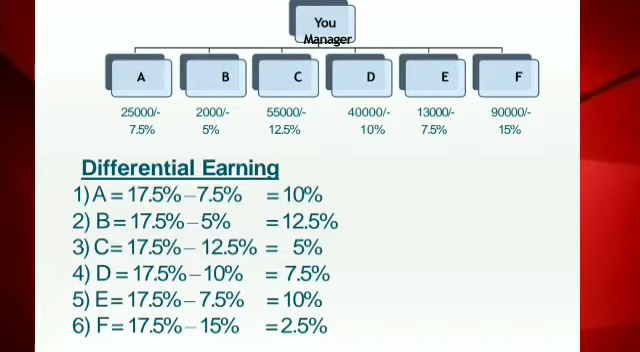 You
Manager
A B C D E F
25000/- 2000/- 55000/- 40000/- 13000/- 90000/-
7.5% 5% 12.5% 10% 7.5% 15%
Differential Earning
1) A = 17.5% – 7.5% = 10%
2) B = 17.5% – 5% = 12.5%
3) C= 17.5% – 12.5% = 5%
4) D = 17.5% – 10% = 7.5%
5) E = 17.5% – 7.5% = 10%
6) F= 17.5% – 15% = 2.5%